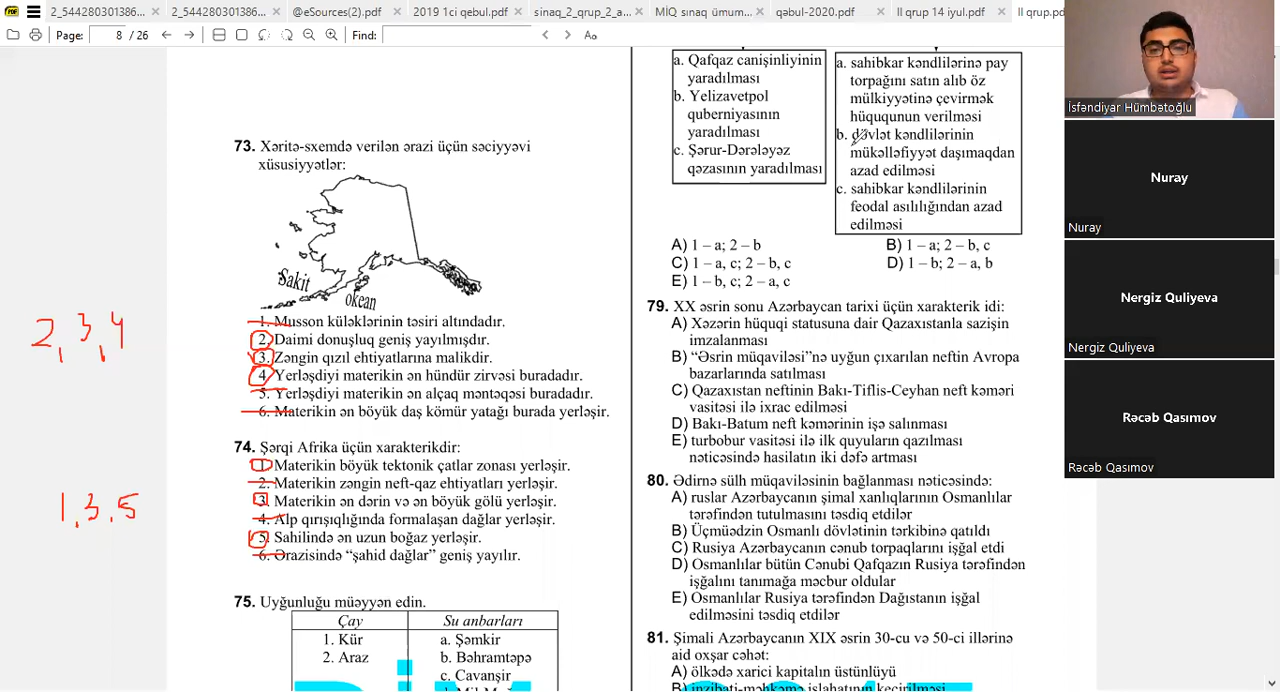 2_544280301386...
2_544280301386...
@eSources(2).pdf
2019 1ci qebul.pdf
sinaq_2_qrup_2_a...
MİQ sınaq ümum...
qəbul-2020.pdf
II qrup 14 iyul.pdf
II qrup.pd
Page: 8 / 26
Find:
73. Xəritə-sxemdə verilən ərazi üçün səciyyəvi
xüsusiyyətlər:
Sakit
okean
1. Musson küləklərinin təsiri altındadır.
2. Daimi donuşluq geniş yayılmışdır.
3. Zəngin qızıl ehtiyatlarına malikdir.
4. Yerləşdiyi materikin ən hündür zirvəsi buradadır.
5. Yerləşdiyi materikin ən alçaq məntəqəsi buradadır.
6. Materikin ən böyük daş kömür yatağı burada yerləşir.
2, 3, 4
74. Şərqi Afrika üçün xarakterikdir:
1. Materikin böyük tektonik çatlar zonası yerləşir.
2. Materikin zəngin neft-qaz ehtiyatları yerləşir.
3. Materikin ən dərin və ən böyük gölü yerləşir.
4. Alp qırışıqlığında formalaşan dağlar yerləşir.
5. Sahilində ən uzun boğaz yerləşir.
6. Ərazisində “şahid dağlar” geniş yayılır.
1, 3, 5
75. Uyğunluğu müəyyən edin.
Çay
Su anbarları
1. Kür
a. Şəmkir
2. Araz
b. Bəhramtəpə
c. Cavanşir
a. Qafqaz canişinliyinin
yaradılması
b. Yelizavetpol
quberniyasının
yaradılması
c. Şərur-Dərələyəz
qəzasının yaradılması
a. sahibkar kəndlilərinə pay
torpağını satın alıb öz
mülkiyyətinə çevirmək
hüququnun verilməsi
b. dövlət kəndlilərinin
mükəlləfiyyət daşımaqdan
azad edilməsi
c. sahibkar kəndlilərinin
feodal asılılığından azad
edilməsi
A) 1 – a; 2 – b
B) 1 – a; 2 – b, c
C) 1 – a, c; 2 – b, c
D) 1 – b; 2 – a, b
E) 1 – b, c; 2 – a, c
79. XX əsrin sonu Azərbaycan tarixi üçün xarakterik idi:
A) Xəzərin hüquqi statusuna dair Qazaxıstanla sazişin
imzalanması
B) “Əsrin müqaviləsi”nə uyğun çıxarılan neftin Avropa
bazarlarında satılması
C) Qazaxıstan neftinin Bakı-Tiflis-Ceyhan neft kəməri
vasitəsi ilə ixrac edilməsi
D) Bakı-Batum neft kəmərinin işə salınması
E) turbobur vasitəsi ilə ilk quyuların qazılması
nəticəsində hasilatın iki dəfə artması
80. Ədirnə sülh müqaviləsinin bağlanması nəticəsində:
A) ruslar Azərbaycanın şimal xanlıqlarının Osmanlılar
tərəfindən tutulmasını təsdiq etdilər
B) Üçmüədzin Osmanlı dövlətinin tərkibinə qatıldı
C) Rusiya Azərbaycanın cənub torpaqlarını işğal etdi
D) Osmanlılar bütün Cənubi Qafqazın Rusiya tərəfindən
işğalını tanımağa məcbur oldular
E) Osmanlılar Rusiya tərəfindən Dağıstanın işğal
edilməsini təsdiq etdilər
81. Şimali Azərbaycanın XIX əsrin 30-cu və 50-ci illərinə
aid oxşar cəhət:
A) ölkədə xarici kapitalın üstünlüyü
B) inzibati-məhkəmə islahatının keçirilməsi
İsfəndiyar Hümbətoğlu
Nuray
Nuray
Nergiz Quliyeva
Nergiz Quliyeva
Rəcəb Qasımov
Rəcəb Qasımov